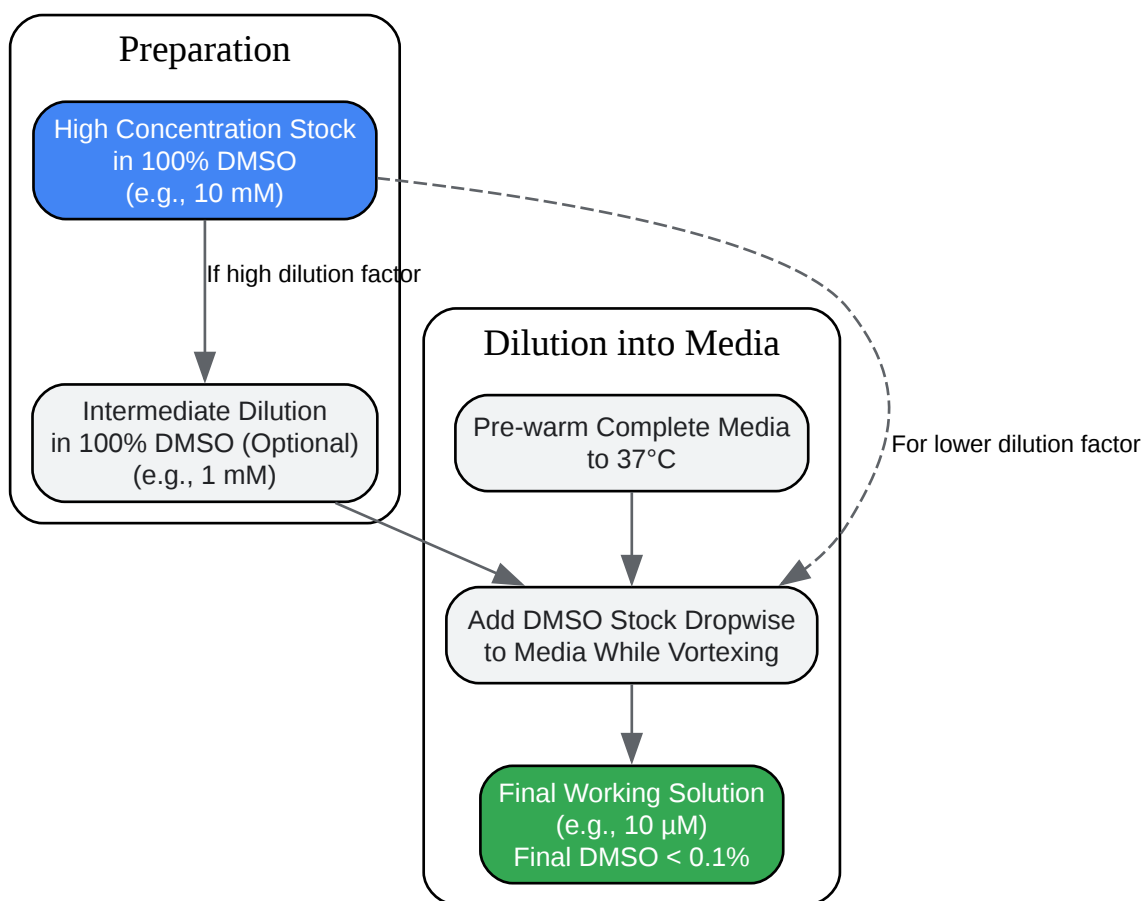 Preparation
High Concentration Stock
in 100% DMSO
(e.g., 10 mM)
If high dilution factor
Intermediate Dilution
in 100% DMSO (Optional)
(e.g., 1 mM)
Dilution into Media
Pre-warm Complete Media
to 37°C
For lower dilution factor
Add DMSO Stock Dropwise
to Media While Vortexing
Final Working Solution
(e.g., 10 µM)
Final DMSO < 0.1%